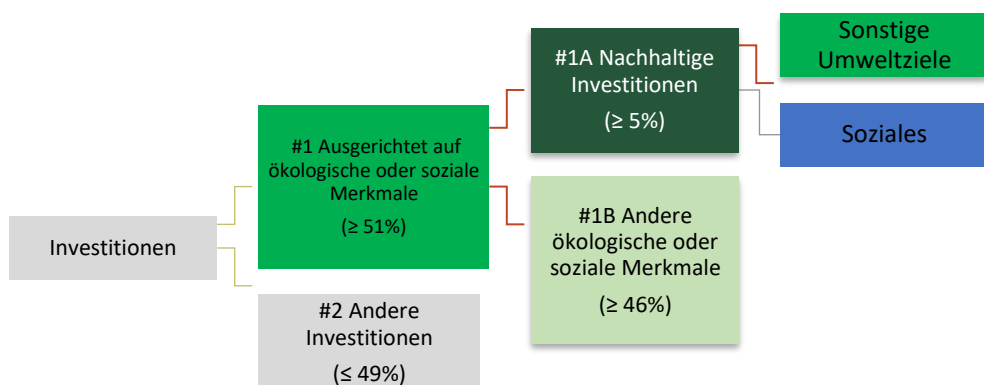 Investitionen
#1 Ausgerichtet auf
ökologische oder soziale
Merkmale
(≥ 51%)
#2 Andere
Investitionen
(≤ 49%)
#1A Nachhaltige
Investitionen
(≥ 5%)
#1B Andere
ökologische oder
soziale Merkmale
(≥ 46%)
Sonstige
Umweltziele
Soziales